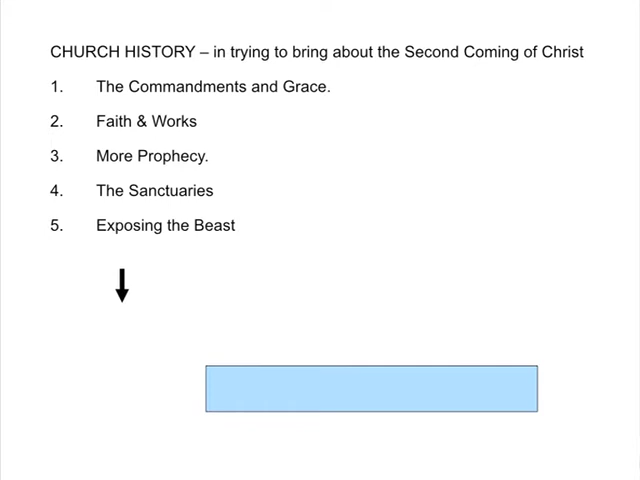 CHURCH HISTORY – in trying to bring about the Second Coming of Christ
1. The Commandments and Grace.
2. Faith & Works
3. More Prophecy.
4. The Sanctuaries
5. Exposing the Beast